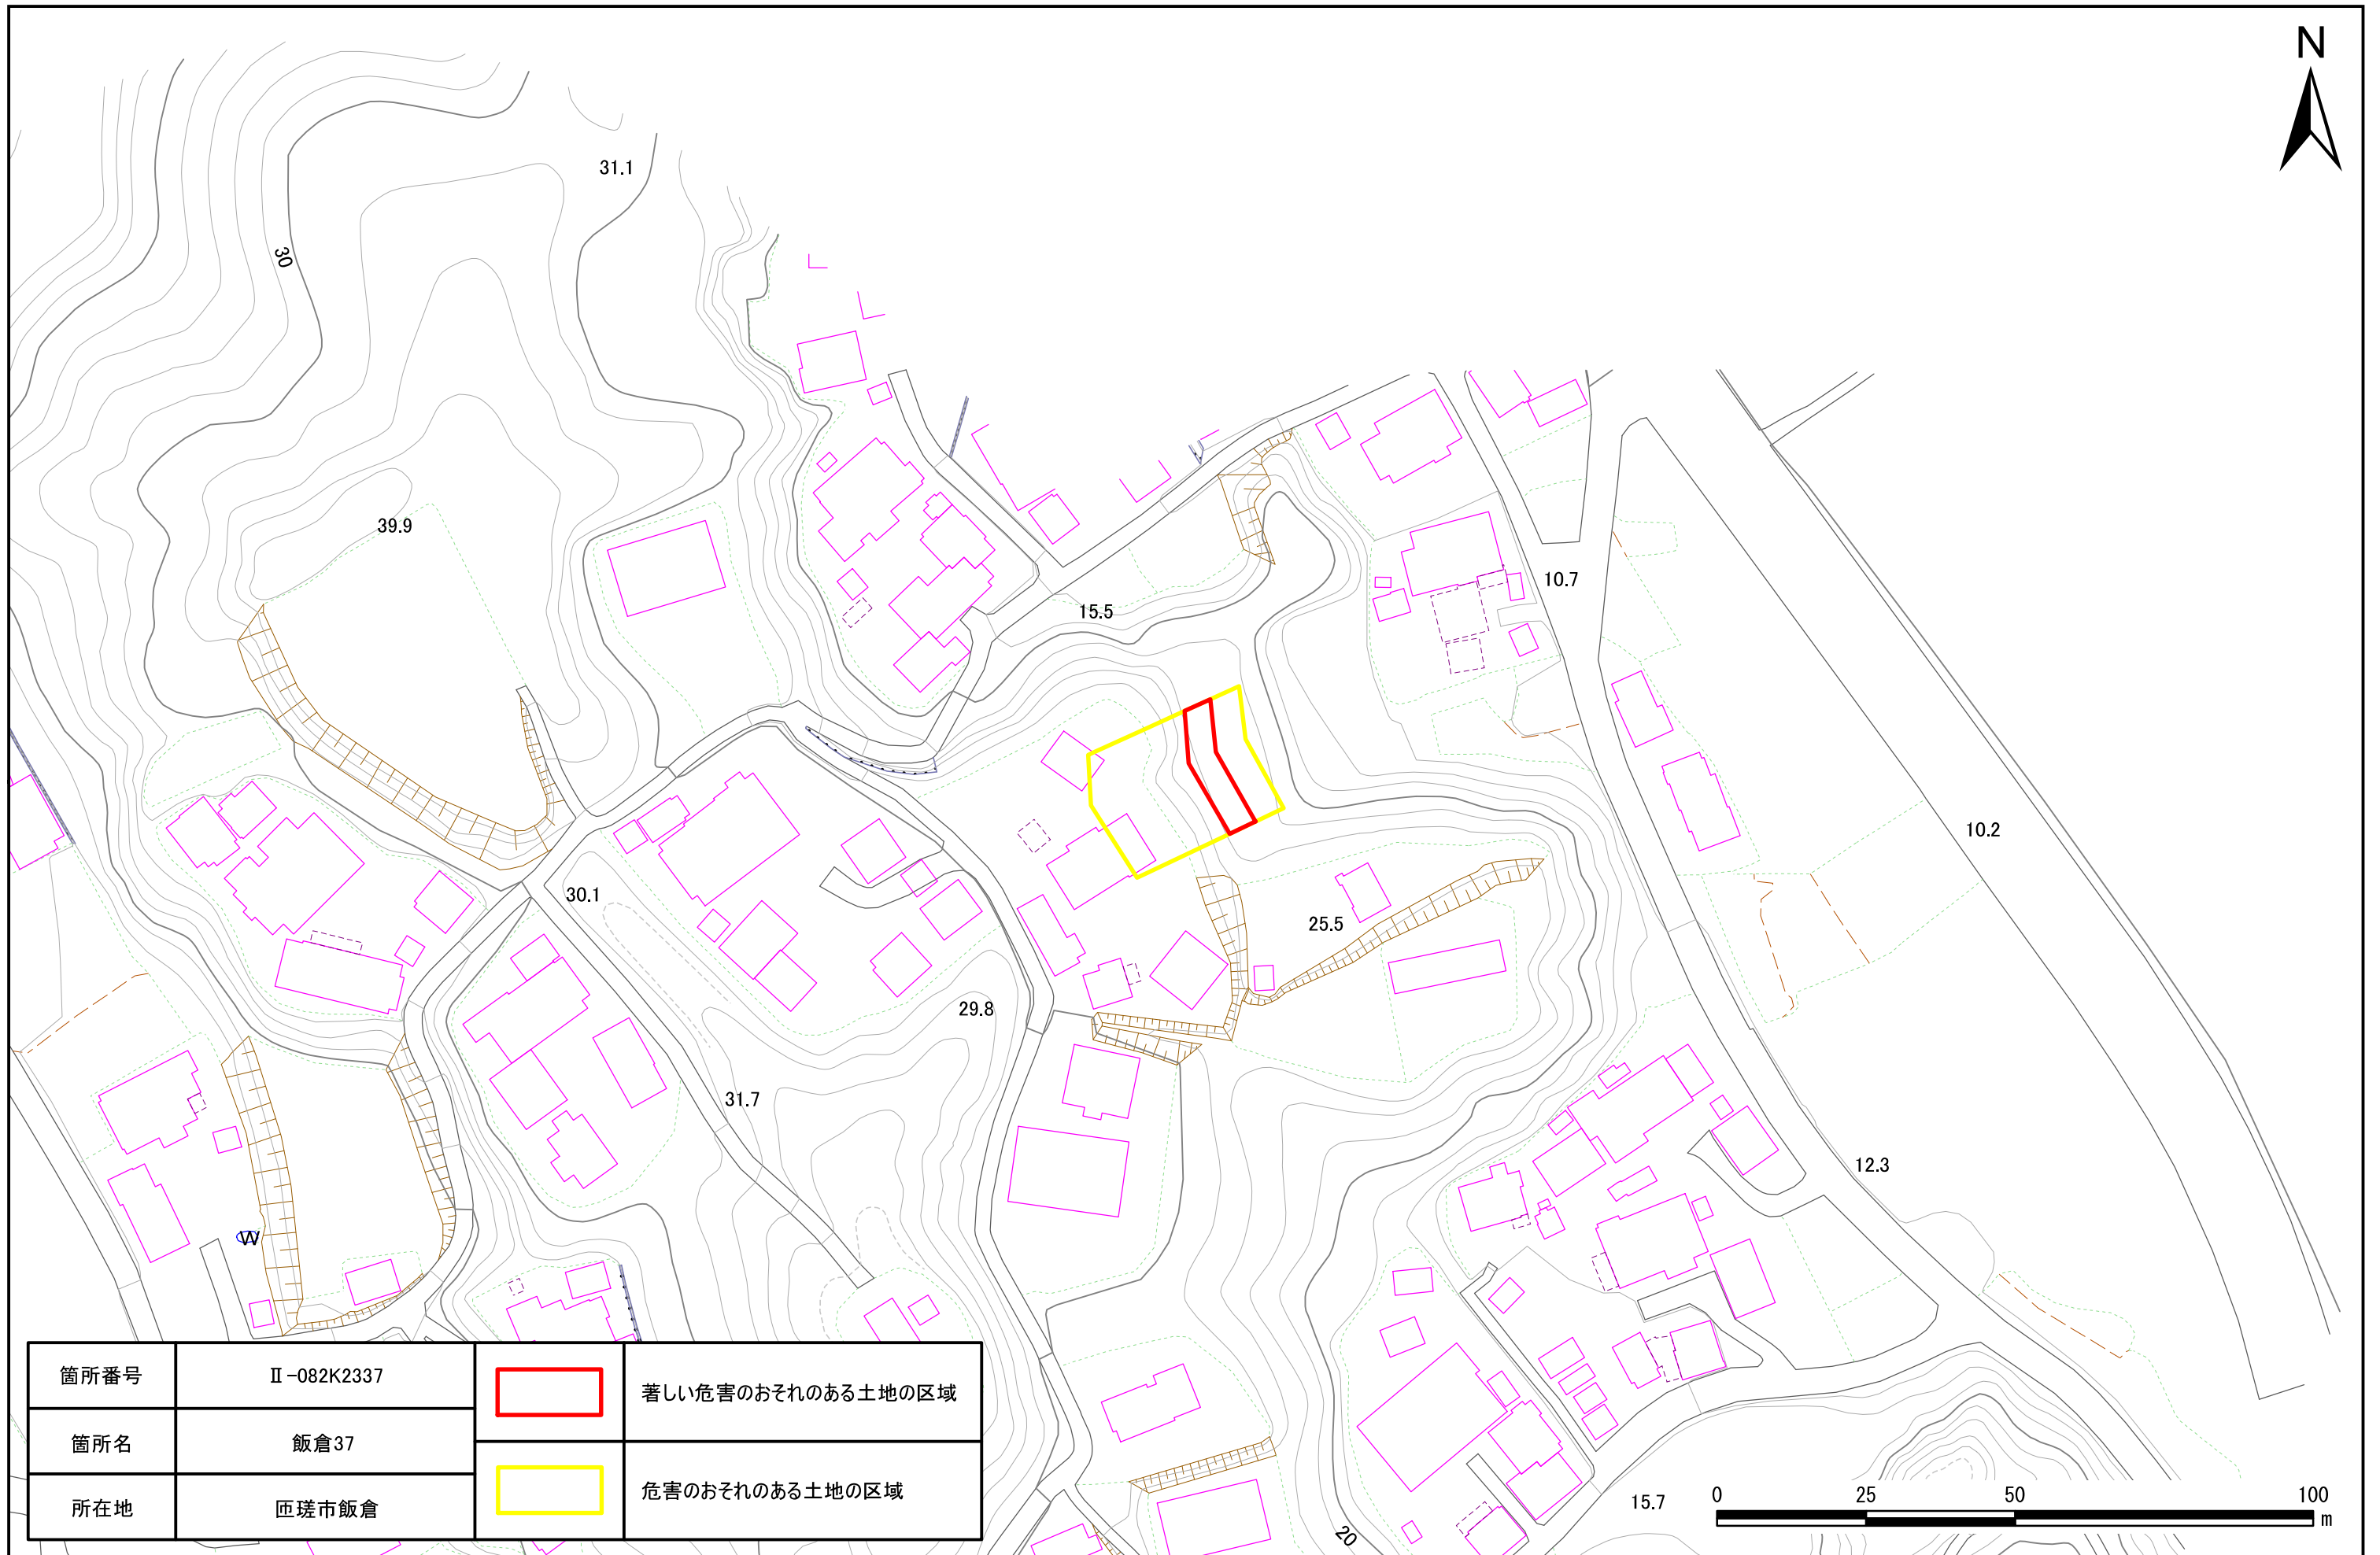 N
31.1
30
39.9
15.5
10.7
10.2
30.1
25.5
29.8
31.7
12.3
W
箇所番号
Ⅱ-082K2337
著しい危害のおそれのある土地の区域
箇所名
飯倉37
危害のおそれのある土地の区域
所在地
匝瑳市飯倉
15.7
20
0 25 50 100
m